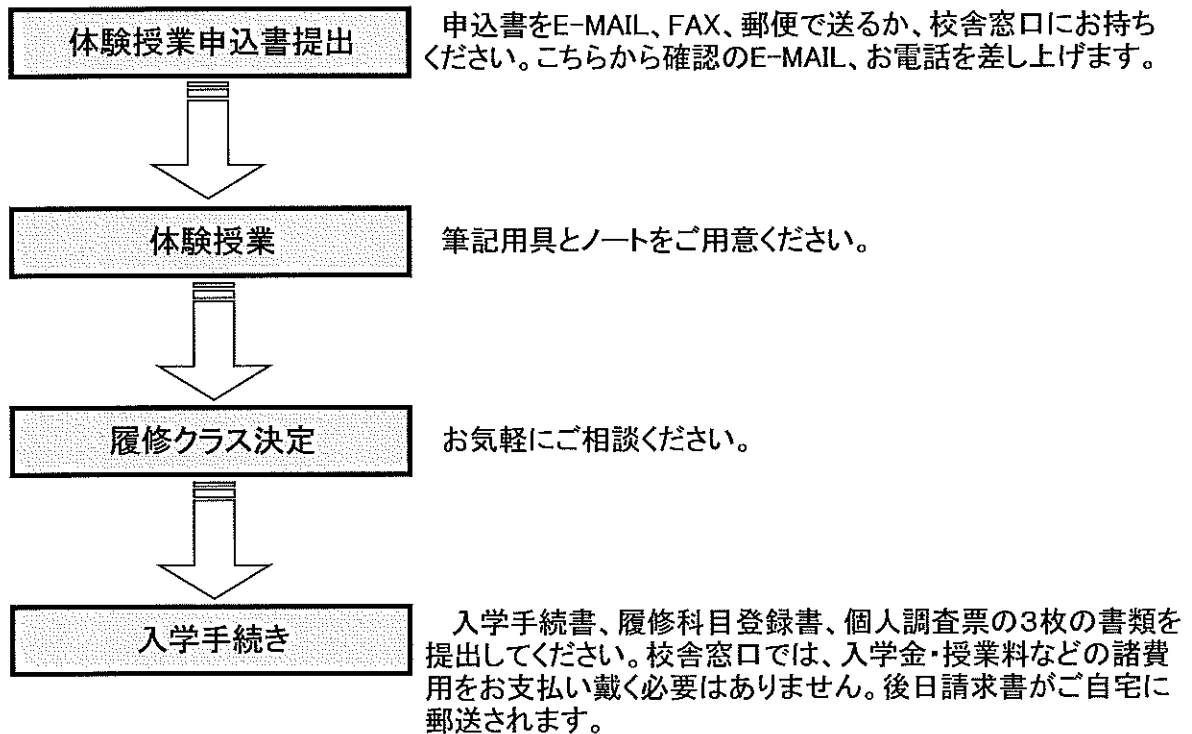 体験授業申込書提出
申込書をE-MAIL、FAX、郵便で送るか、校舎窓口にお持ち
ください。こちらから確認のE-MAIL、お電話を差し上げます。
体験授業
筆記用具とノートをご用意ください。
履修クラス決定
お気軽にご相談ください。
入学手続き
入学手続書、履修科目登録書、個人調査票の3枚の書類を
提出してください。校舎窓口では、入学金・授業料などの諸費
用をお支払い戴く必要はありません。後日請求書がご自宅に
郵送されます。